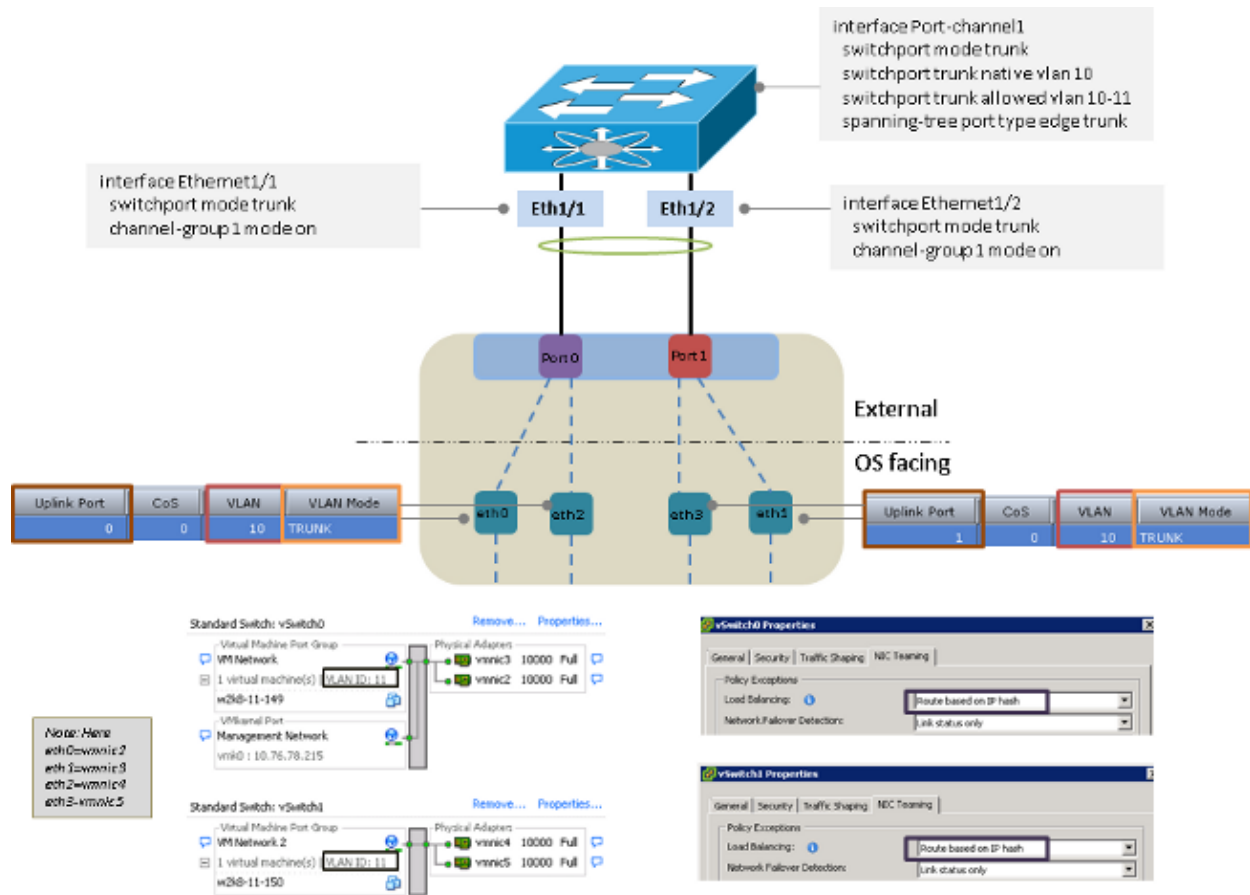 interface Port-channel1
switchport mode trunk
switchport trunk native vlan 10
switchport trunk allowed vlan 10-11
spanning-tree port type edge trunk
interface Ethernet1/1
switchport mode trunk
channel-group 1 mode on
Eth1/1
Eth1/2
interface Ethernet1/2
switchport mode trunk
channel-group 1 mode on
Port0
Port1
External
OS facing
Uplink Port CoS VLAN VLAN Mode
0 0 10 TRUNK
eth0
eth2
eth3
eth1
Uplink Port CoS VLAN VLAN Mode
1 0 10 TRUNK
Standard Switch: vSwitch0 Remove... Properties...
Virtual Machine Port Group Physical Adapters
VM Network vmnic3 10000 Full
1 virtual machine(s) | VLAN ID: 11 vmnic2 10000 Full
w2k8-11-149
VMkernel Port
Management Network
vmk0 : 10.76.78.215
vSwitch0 Properties
General Security Traffic Shaping NIC Teaming
Policy Exceptions
Load Balancing: Route based on IP hash
Network Failover Detection: Link status only
Note: Here
eth0=vmnic2
eth1=vmnic3
eth2=vmnic4
eth3=vmnic5
Standard Switch: vSwitch1 Remove... Properties...
Virtual Machine Port Group Physical Adapters
VM Network 2 vmnic4 10000 Full
1 virtual machine(s) | VLAN ID: 11 vmnic5 10000 Full
w2k8-11-150
vSwitch1 Properties
General Security Traffic Shaping NIC Teaming
Policy Exceptions
Load Balancing: Route based on IP hash
Network Failover Detection: Link status only